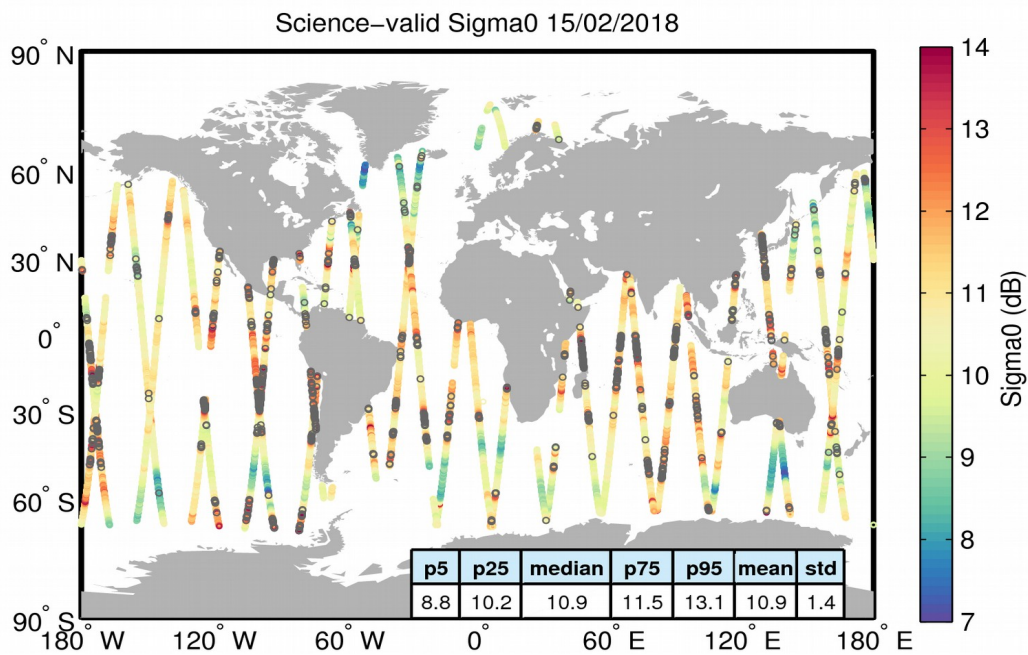 Science−valid Sigma0 15/02/2018
90° N
60° N
30° N
0°
30° S
60° S
90° S
180° W
120° W
60° W
0°
60° E
120° E
180° E
14
13
12
11
10
9
8
7
Sigma0 (dB)
p5 p25 median p75 p95 mean std
8.8 10.2 10.9 11.5 13.1 10.9 1.4